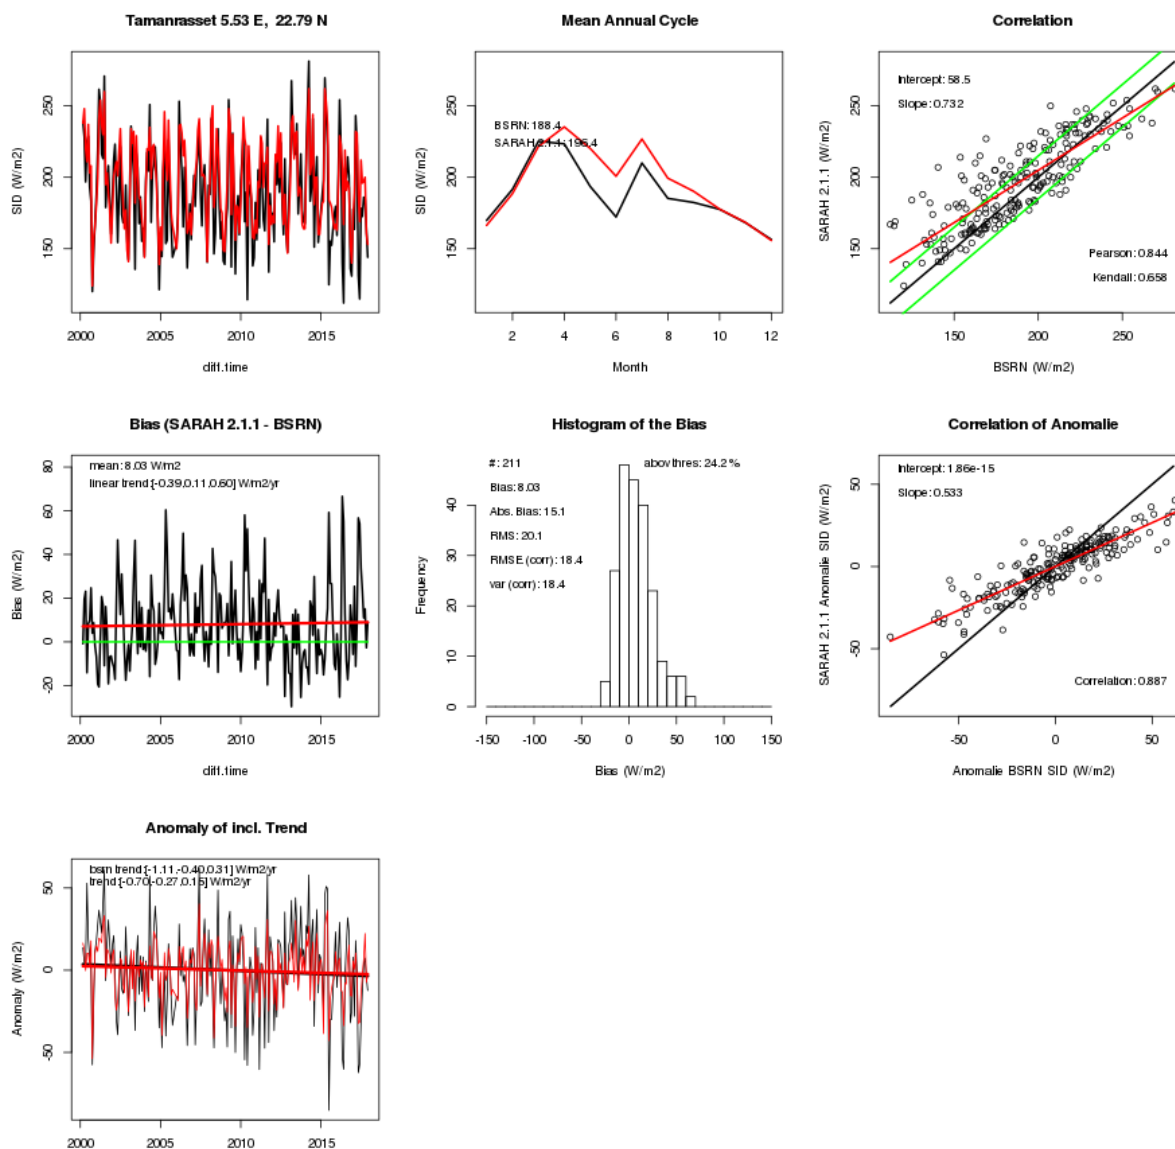 Tamanrasset 5.53 E, 22.79 N
SID (W/m2)
250
200
150
2000 2005 2010 2015
diff.time
Mean Annual Cycle
BSRN: 188.4
SARAH 2.1.1: 196.4
SID (W/m2)
250
200
150
2 4 6 8 10 12
Month
Correlation
Intercept: 58.5
Slope: 0.732
Pearson: 0.844
Kendall: 0.658
SARAH 2.1.1 (W/m2)
250
200
150
150 200 250
BSRN (W/m2)
Bias (SARAH 2.1.1 - BSRN)
mean: 8.03 W/m2
linear trend:[-0.39,0.11,0.60] W/m2/yr
Bias (W/m2)
80
60
40
20
0
-20
2000 2005 2010 2015
diff.time
Histogram of the Bias
#: 211
abovthres: 24.2 %
Bias: 8.03
Abs. Bias: 15.1
RMS: 20.1
RMSE (corr): 18.4
var (corr): 18.4
Frequency
40
30
20
10
0
-150 -100 -50 0 50 100 150
Bias (W/m2)
Correlation of Anomalie
Intercept: 1.86e-15
Slope: 0.533
Correlation: 0.887
SARAH 2.1.1 Anomalie SID (W/m2)
50
0
-50
-50 0 50
Anomalie BSRN SID (W/m2)
Anomaly of incl. Trend
bsrn trend:[-1.11,-0.40,0.31] W/m2/yr
trend:[-0.70,-0.27,0.15] W/m2/yr
Anomaly (W/m2)
50
0
-50
2000 2005 2010 2015